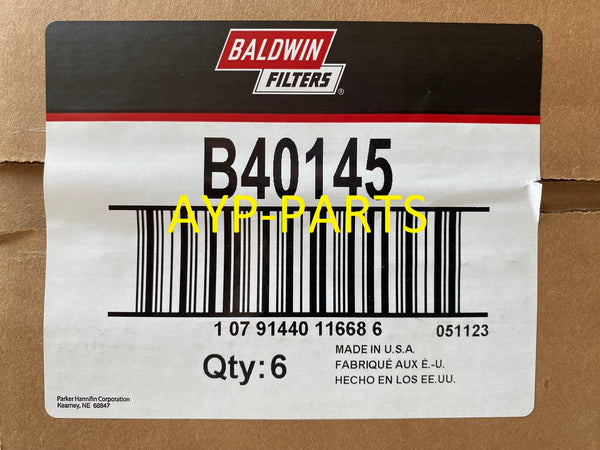 BALDWIN
FILTERS®
B40145
AYP-PARTS
1 07 91440 11668 6
051123
Qty: 6
MADE IN U.S.A.
FABRIQUÉ AUX É.-U.
HECHO EN LOS EE.UU.
Parker Hannifin Corporation
Kearney, NE 68847